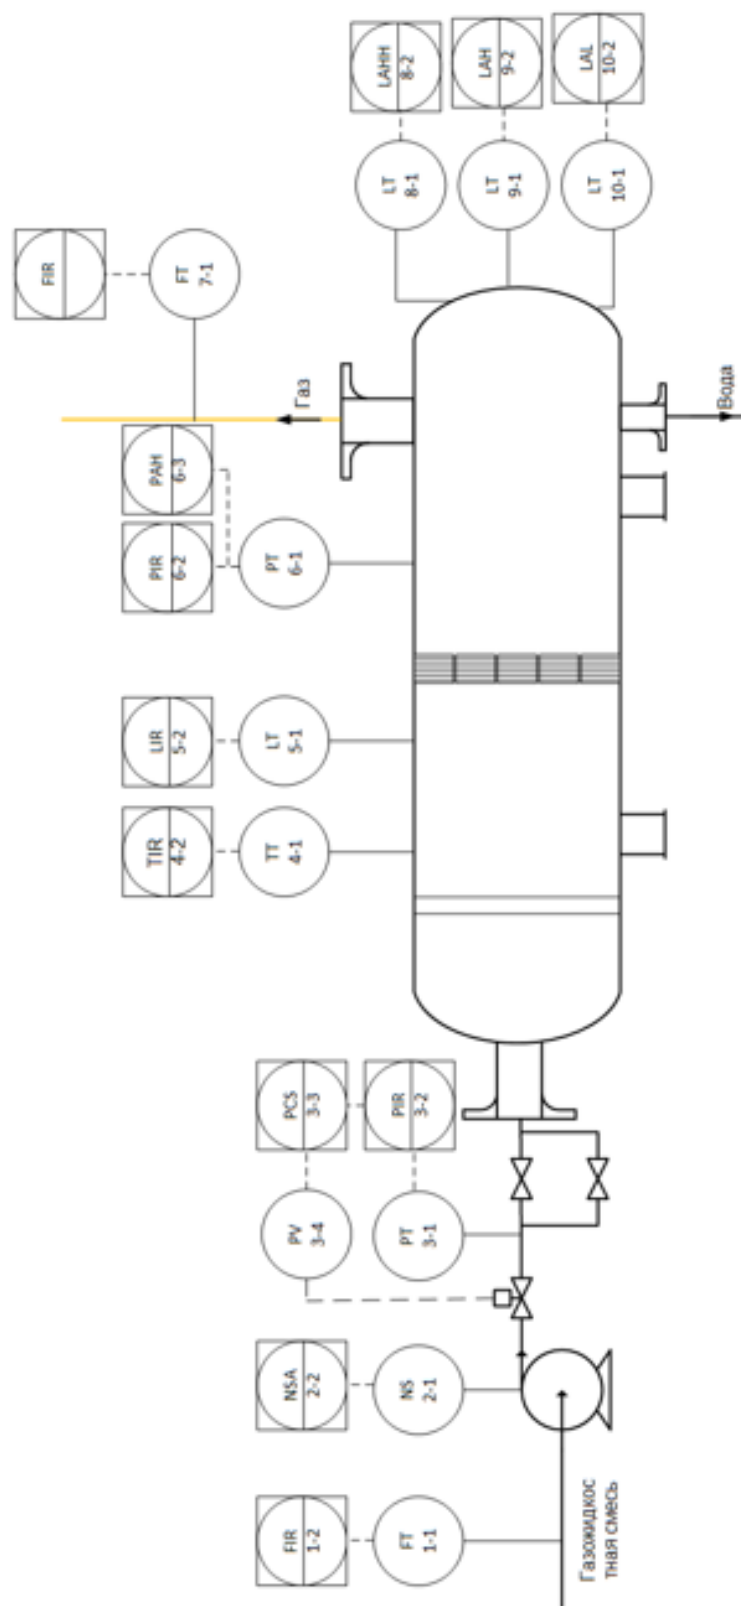 LAHH
8-2
LAH
9-2
LAL
10-2
LT
8-1
LT
9-1
LT
10-1
FIR
FT
7-1
Газ
PAH
6-3
PIR
6-2
PT
6-1
Вода
LIR
5-2
LT
5-1
TIR
4-2
TT
4-1
PCS
3-3
PIR
3-2
PV
3-4
PT
3-1
NSA
2-2
NS
2-1
FIR
1-2
FT
1-1
Газожидкос
тная смесь